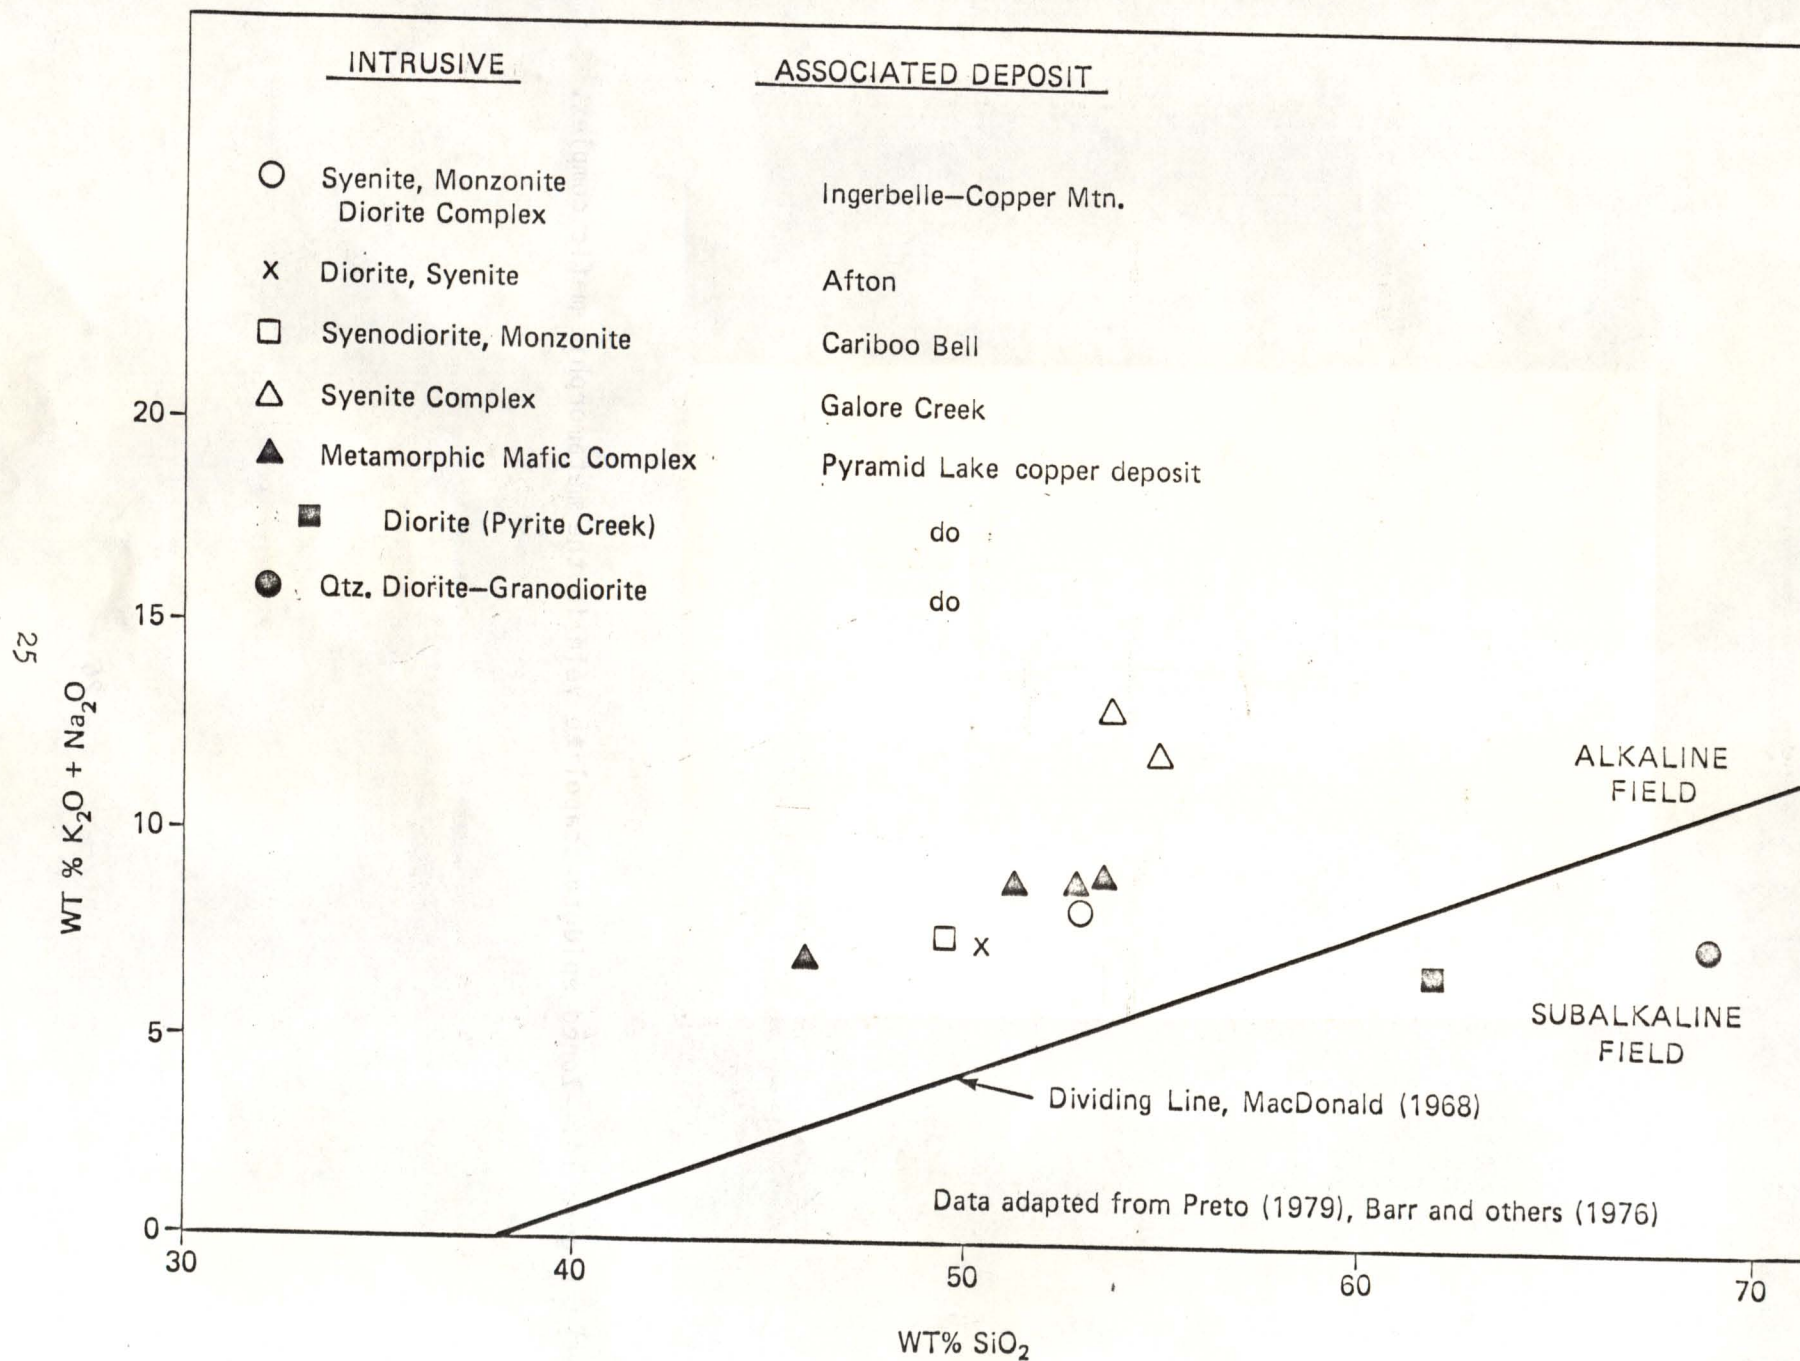 INTRUSIVE
ASSOCIATED DEPOSIT
Syenite, Monzonite
Diorite Complex
Ingerbelle—Copper Mtn.
x Diorite, Syenite
Afton
Syenodiorite, Monzonite
Cariboo Bell
Syenite Complex
Galore Creek
Metamorphic Mafic Complex
Pyramid Lake copper deposit
Diorite (Pyrite Creek)
do
Qtz. Diorite—Granodiorite
do
20
15
10
5
0
WT % K₂O + Na₂O
25
ALKALINE
FIELD
x
SUBALKALINE
FIELD
Dividing Line, MacDonald (1968)
Data adapted from Preto (1979), Barr and others (1976)
30
40
50
60
70
WT% SiO₂